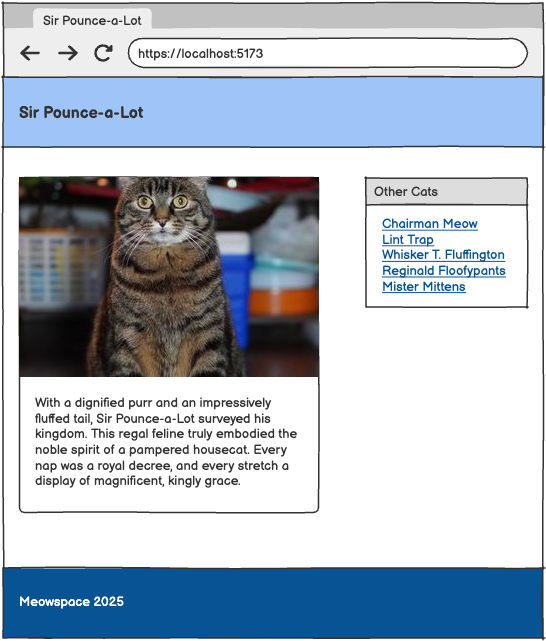 Sir Pounce-a-Lot
https://localhost:5173
Sir Pounce-a-Lot
Other Cats
Chairman Meow
Lint Trap
Whisker T. Fluffington
Reginald Floofypants
Mister Mittens
With a dignified purr and an impressively
fluffed tail, Sir Pounce-a-Lot surveyed his
kingdom. This regal feline truly embodied the
noble spirit of a pampered housecat. Every
nap was a royal decree, and every stretch a
display of magnificent, kingly grace.
Meowspace 2025